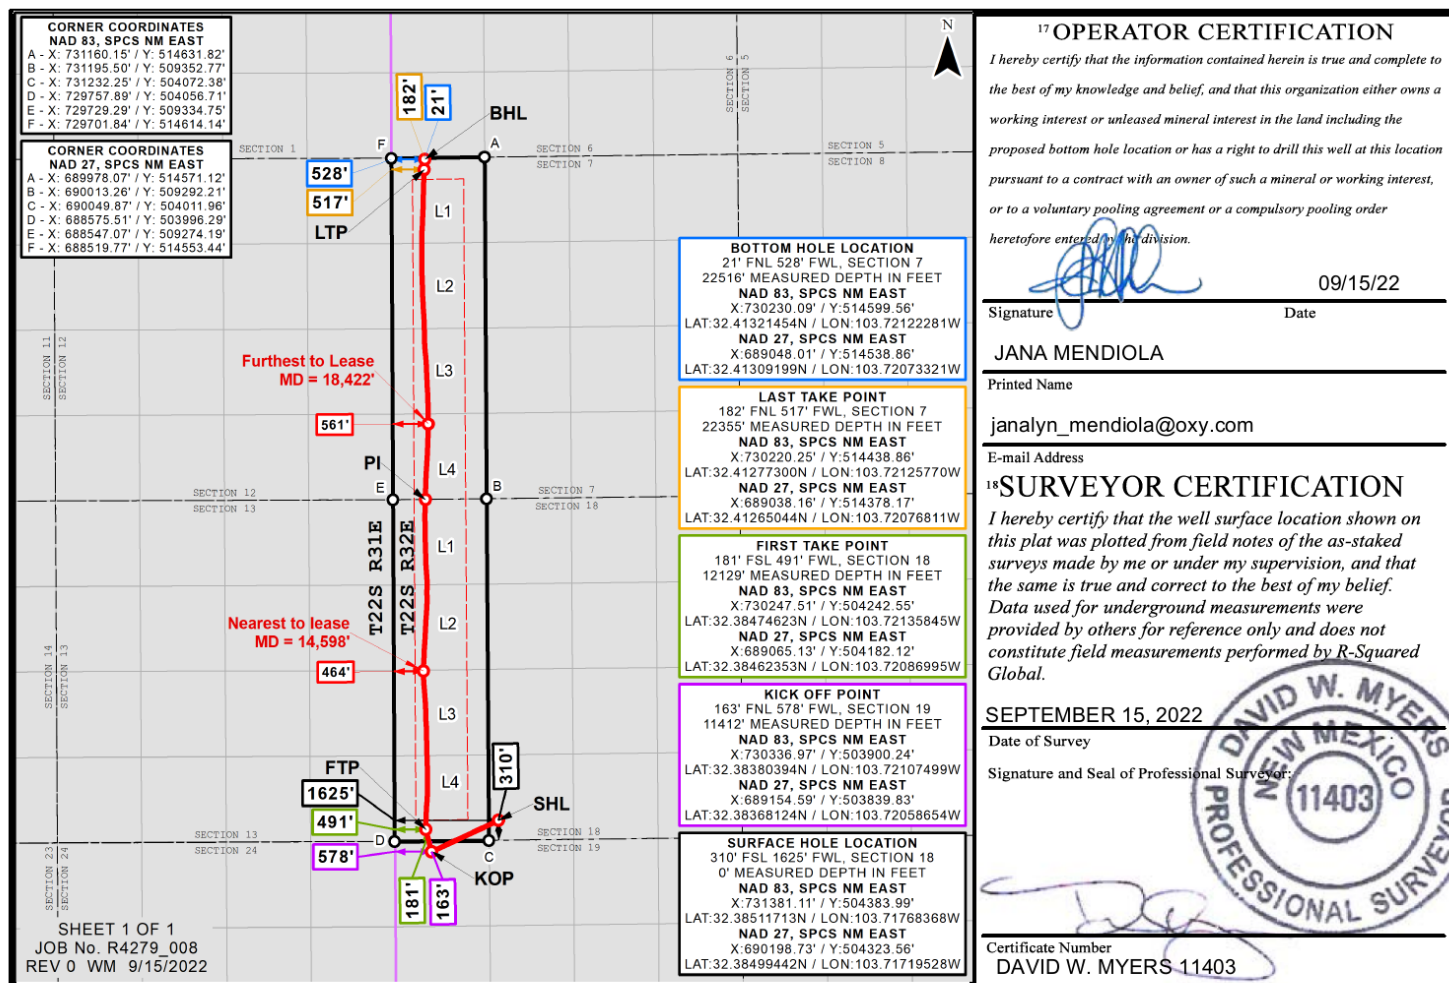 CORNER COORDINATES
NAD 83, SPCS NM EAST
A - X: 731160.15' / Y: 514631.82'
B - X: 731195.50' / Y: 509352.77'
C - X: 731232.25' / Y: 504072.38'
D - X: 729757.89' / Y: 504056.71'
E - X: 729729.29' / Y: 509334.75'
F - X: 729701.84' / Y: 514614.14'
CORNER COORDINATES
NAD 27, SPCS NM EAST
A - X: 689978.07' / Y: 514571.12'
B - X: 690013.26' / Y: 509292.21'
C - X: 690049.87' / Y: 504011.96'
D - X: 688575.51' / Y: 503996.29'
E - X: 688547.07' / Y: 509274.19'
F - X: 688519.77' / Y: 514553.44'
N
SECTION 6
SECTION 5
182'
21'
BHL
F
A
SECTION 1
SECTION 6
SECTION 7
SECTION 5
SECTION 8
528'
517'
LTP
L1
L2
L3
L4
SECTION 11
SECTION 12
Furthest to Lease
MD = 18,422'
561'
PI
E
B
SECTION 12
SECTION 13
SECTION 7
SECTION 18
T22S R31E
T22S R32E
L1
L2
L3
L4
Nearest to lease
MD = 14,598'
464'
SECTION 14
SECTION 13
FTP
1625'
310'
SHL
491'
D
C
SECTION 13
SECTION 24
SECTION 18
SECTION 19
578'
KOP
181'
163'
SECTION 23
SECTION 24
SHEET 1 OF 1
JOB No. R4279_008
REV 0 WM 9/15/2022
BOTTOM HOLE LOCATION
21' FNL 528' FWL, SECTION 7
22516' MEASURED DEPTH IN FEET
NAD 83, SPCS NM EAST
X:730230.09' / Y:514599.56'
LAT:32.41321454N / LON:103.72122281W
NAD 27, SPCS NM EAST
X:689048.01' / Y:514538.86'
LAT:32.41309199N / LON:103.72073321W
LAST TAKE POINT
182' FNL 517' FWL, SECTION 7
22355' MEASURED DEPTH IN FEET
NAD 83, SPCS NM EAST
X:730220.25' / Y:514438.86'
LAT:32.41277300N / LON:103.72125770W
NAD 27, SPCS NM EAST
X:689038.16' / Y:514378.17'
LAT:32.41265044N / LON:103.72076811W
FIRST TAKE POINT
181' FSL 491' FWL, SECTION 18
12129' MEASURED DEPTH IN FEET
NAD 83, SPCS NM EAST
X:730247.51' / Y:504242.55'
LAT:32.38474623N / LON:103.72135845W
NAD 27, SPCS NM EAST
X:689065.13' / Y:504182.12'
LAT:32.38462353N / LON:103.72086995W
KICK OFF POINT
163' FNL 578' FWL, SECTION 19
11412' MEASURED DEPTH IN FEET
NAD 83, SPCS NM EAST
X:730336.97' / Y:503900.24'
LAT:32.38380394N / LON:103.72107499W
NAD 27, SPCS NM EAST
X:689154.59' / Y:503839.83'
LAT:32.38368124N / LON:103.72058654W
SURFACE HOLE LOCATION
310' FSL 1625' FWL, SECTION 18
0' MEASURED DEPTH IN FEET
NAD 83, SPCS NM EAST
X:731381.11' / Y:504383.99'
LAT:32.38511713N / LON:103.71768368W
NAD 27, SPCS NM EAST
X:690198.73' / Y:504323.56'
LAT:32.38499442N / LON:103.71719528W
17 OPERATOR CERTIFICATION
I hereby certify that the information contained herein is true and complete to
the best of my knowledge and belief, and that this organization either owns a
working interest or unleased mineral interest in the land including the
proposed bottom hole location or has a right to drill this well at this location
pursuant to a contract with an owner of such a mineral or working interest,
or to a voluntary pooling agreement or a compulsory pooling order
heretofore entered by the division.
09/15/22
Signature Date
JANA MENDIOLA
Printed Name
janalyn_mendiola@oxy.com
E-mail Address
18 SURVEYOR CERTIFICATION
I hereby certify that the well surface location shown on
this plat was plotted from field notes of the as-staked
surveys made by me or under my supervision, and that
the same is true and correct to the best of my belief.
Data used for underground measurements were
provided by others for reference only and does not
constitute field measurements performed by R-Squared
Global.
SEPTEMBER 15, 2022
Date of Survey
Signature and Seal of Professional Surveyor:
DAVID W. MYERS
NEW MEXICO
11403
PROFESSIONAL SURVEYOR
Certificate Number
DAVID W. MYERS 11403